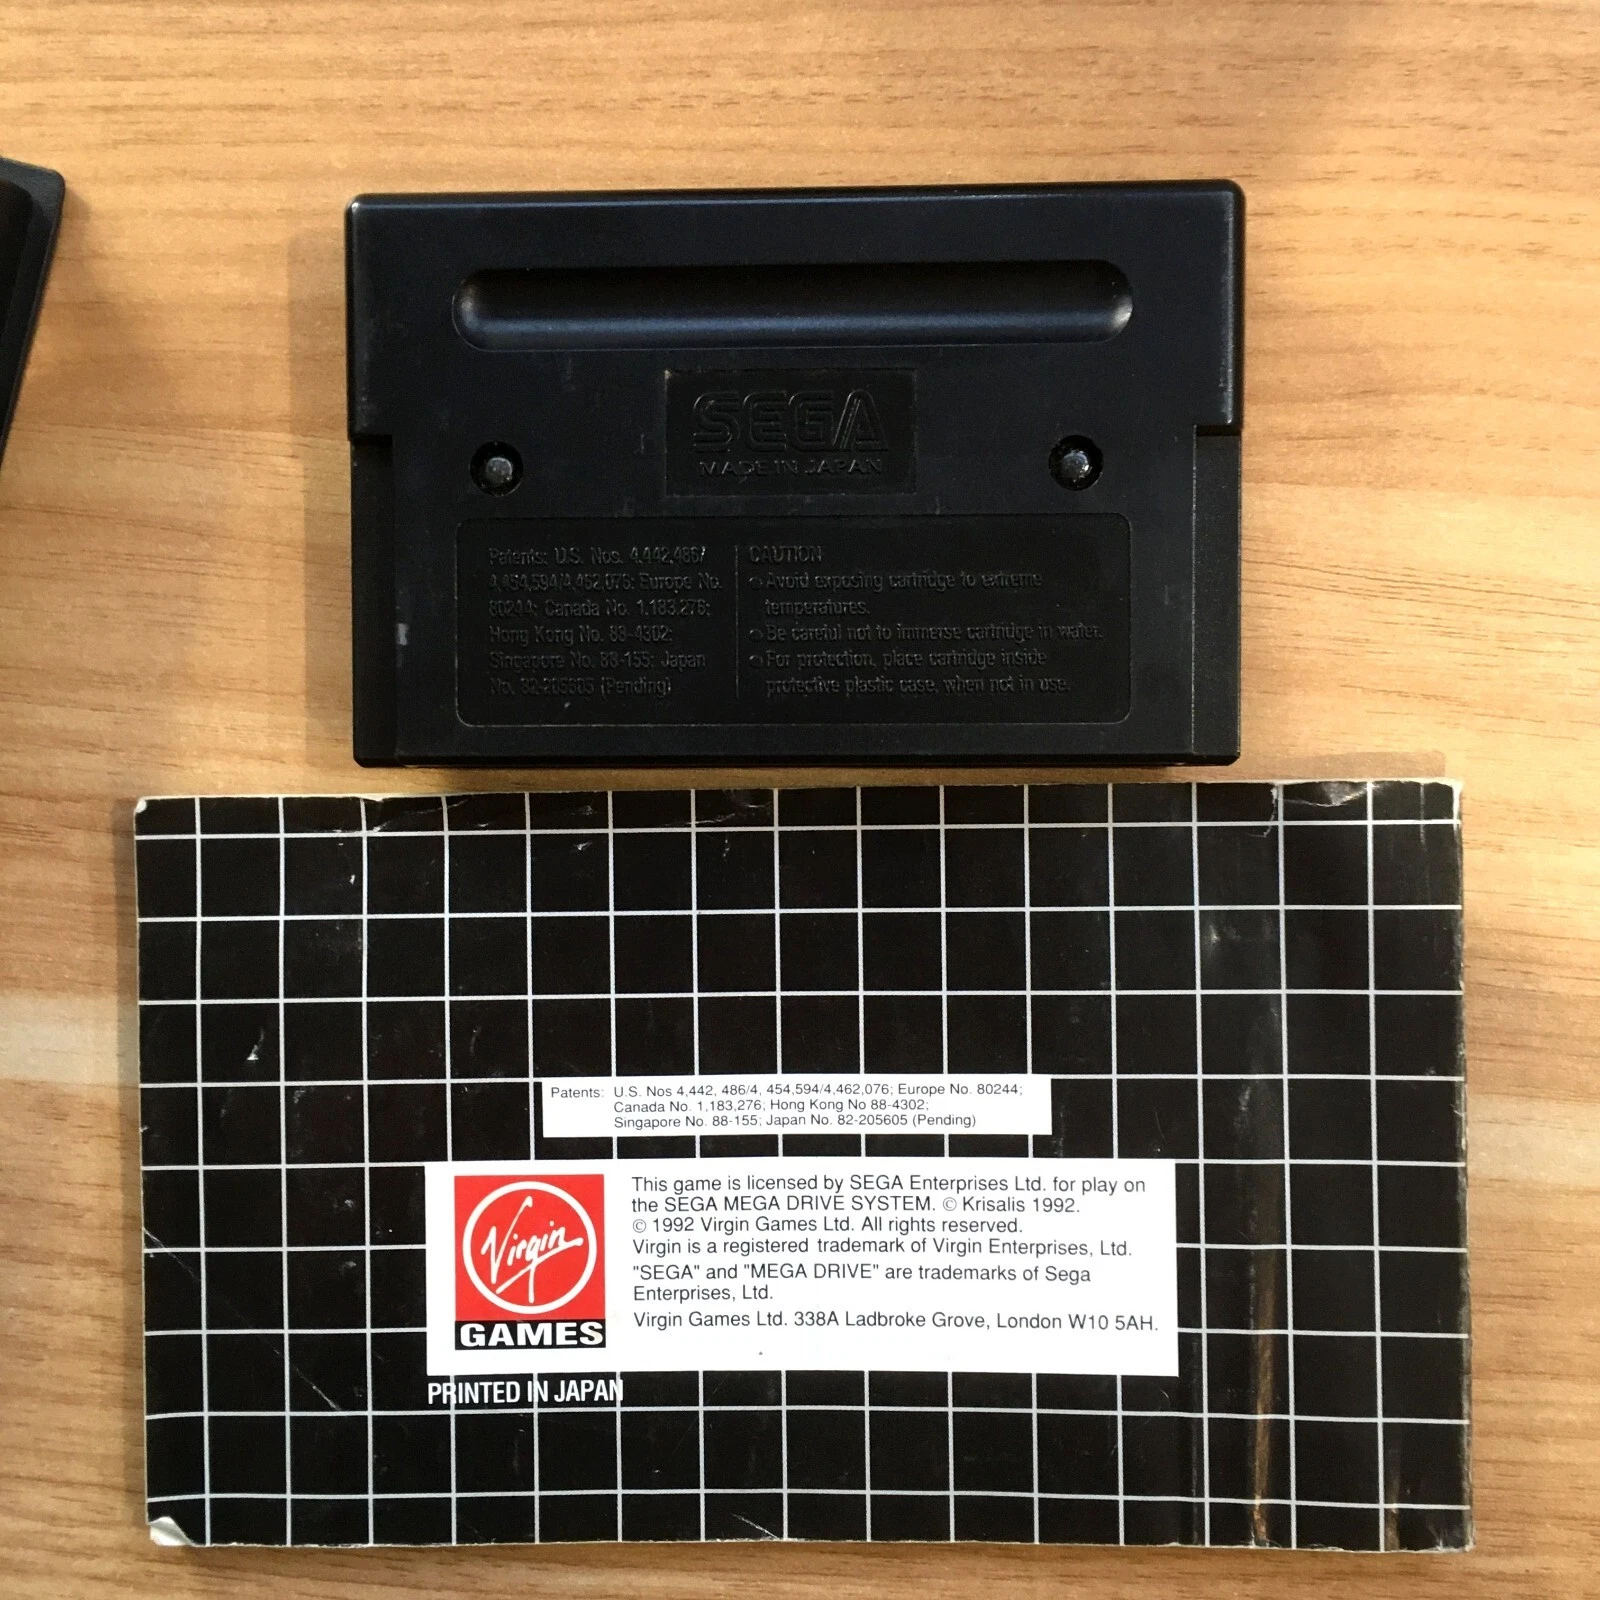 SEGA
MADE IN JAPAN
Patents: U.S. Nos. 4,442,486/
4,454,594/4,462,076; Europe No.
80244; Canada No. 1,183,276;
Hong Kong No. 88-4302;
Singapore No. 88-155; Japan
No. 82-205605 (Pending)
CAUTION
Avoid exposing cartridge to extreme
temperatures.
Be careful not to immerse cartridge in water.
For protection, place cartridge inside
protective plastic case, when not in use.
Patents: U.S. Nos 4,442, 486/4, 454,594/4,462,076; Europe No. 80244;
Canada No. 1,183,276; Hong Kong No 88-4302;
Singapore No. 88-155; Japan No. 82-205605 (Pending)
Virgin
GAMES
This game is licensed by SEGA Enterprises Ltd. for play on
the SEGA MEGA DRIVE SYSTEM. © Krisalis 1992.
© 1992 Virgin Games Ltd. All rights reserved.
Virgin is a registered trademark of Virgin Enterprises, Ltd.
"SEGA" and "MEGA DRIVE" are trademarks of Sega
Enterprises, Ltd.
Virgin Games Ltd. 338A Ladbroke Grove, London W10 5AH.
PRINTED IN JAPAN